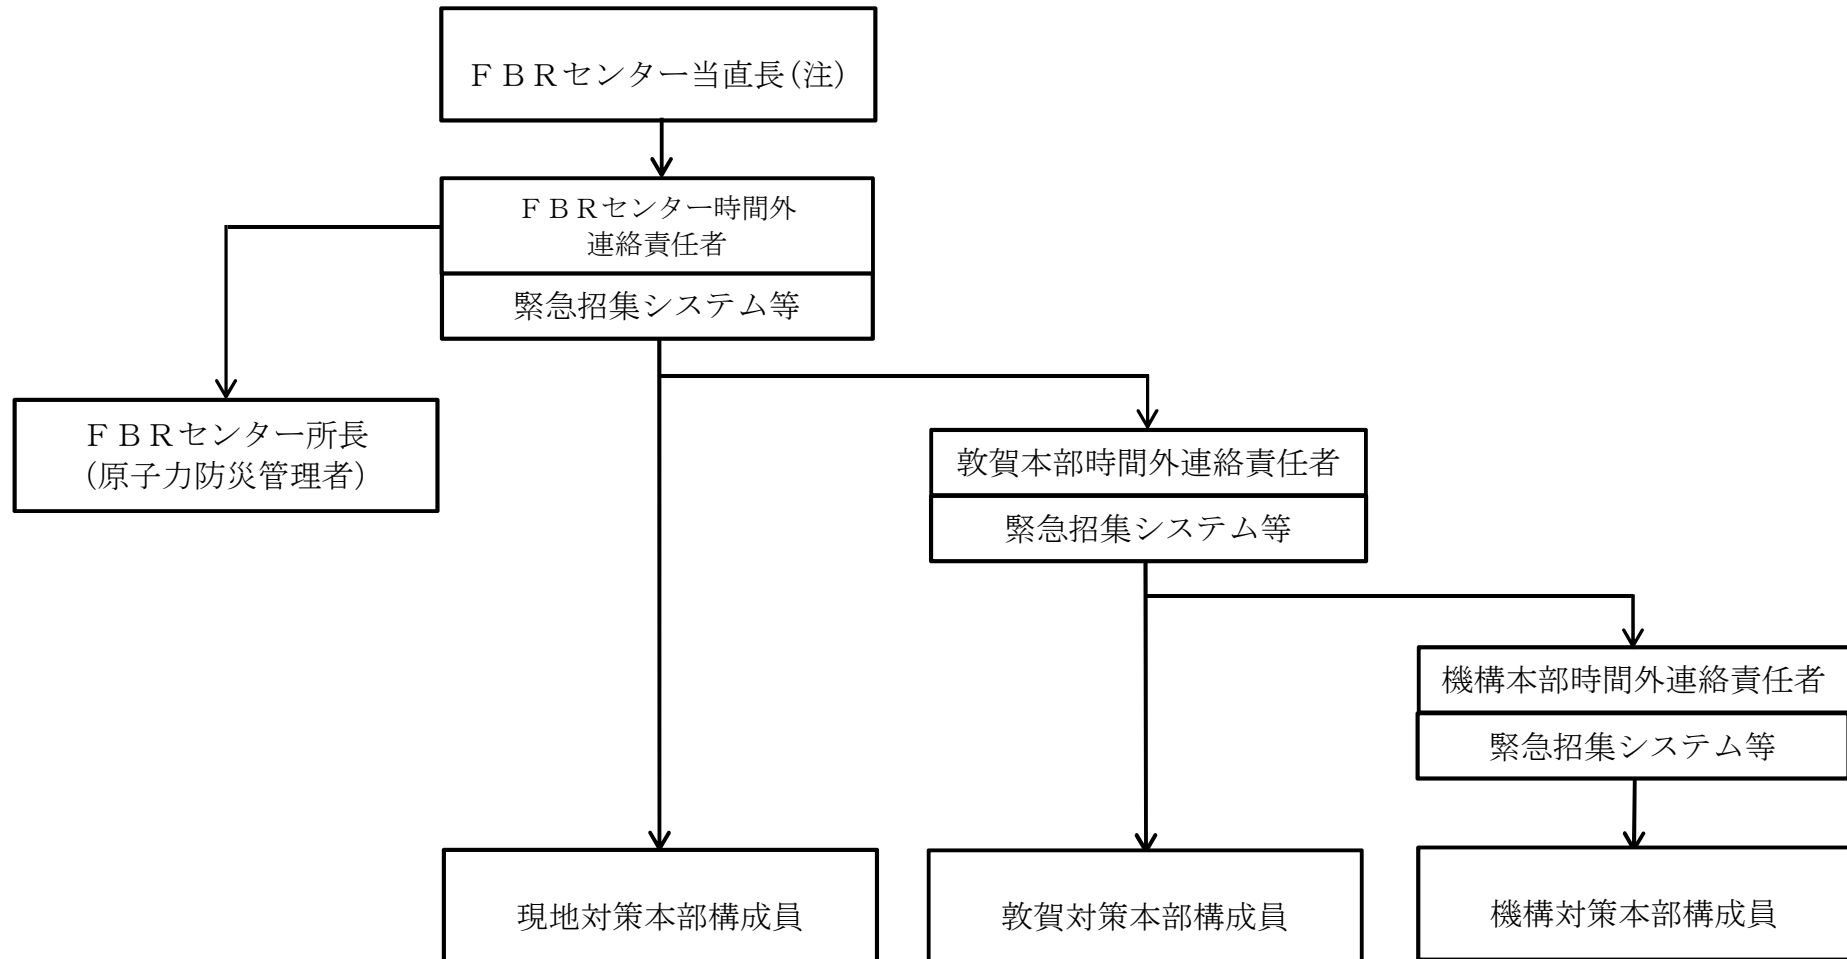 ＦＢＲセンター当直長(注)
ＦＢＲセンター時間外
連絡責任者
緊急招集システム等
ＦＢＲセンター所長
(原子力防災管理者)
敦賀本部時間外連絡責任者
緊急招集システム等
機構本部時間外連絡責任者
緊急招集システム等
現地対策本部構成員
敦賀対策本部構成員
機構対策本部構成員